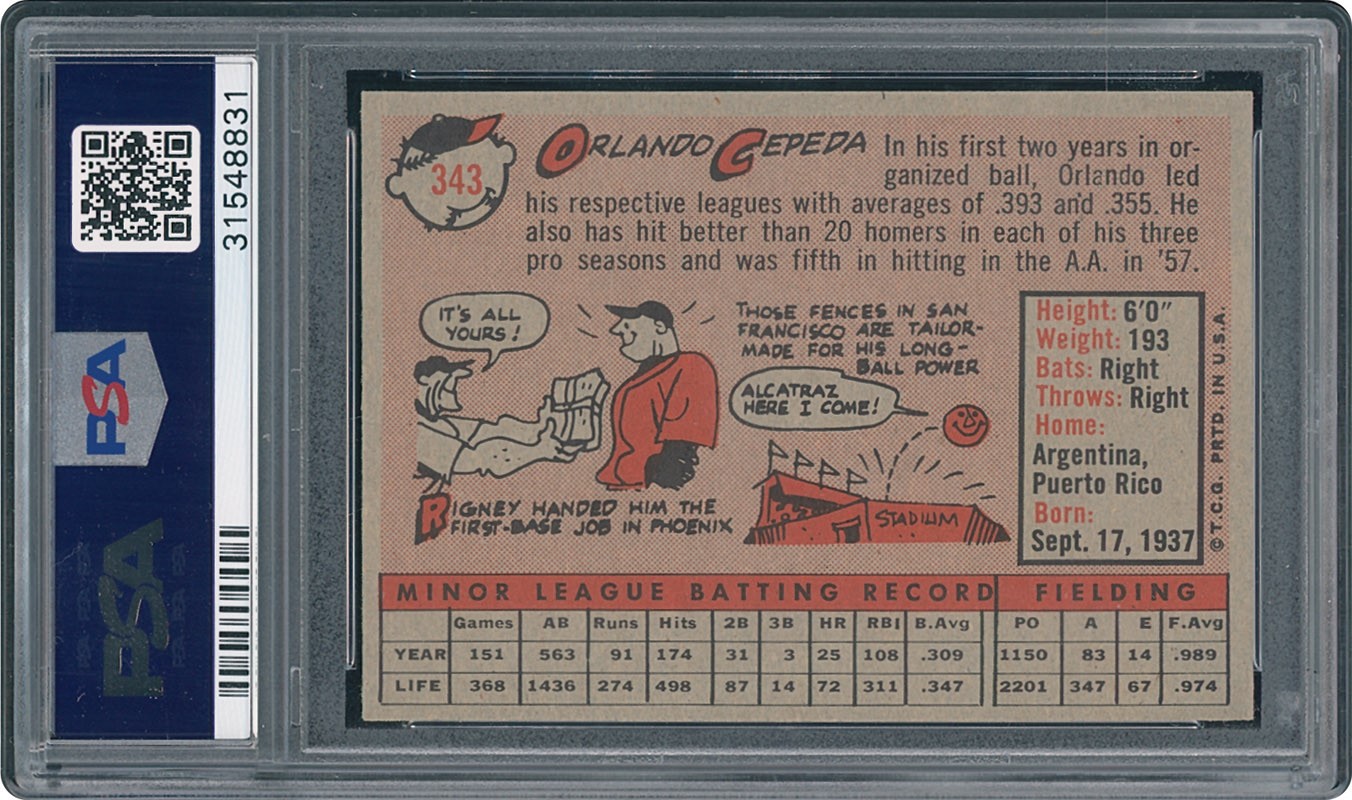 PSA
31548831
PSA
343
ORLANDO CEPEDA
In his first two years in or-
ganized ball, Orlando led
his respective leagues with averages of .393 and .355. He
also has hit better than 20 homers in each of his three
pro seasons and was fifth in hitting in the A.A. in '57.
IT'S ALL
YOURS!
RIGNEY HANDED HIM THE
FIRST-BASE JOB IN PHOENIX
THOSE FENCES IN SAN
FRANCISCO ARE TAILOR-
MADE FOR HIS LONG-
BALL POWER
ALCATRAZ
HERE I COME!
STADIUM
Height: 6'0"
Weight: 193
Bats: Right
Throws: Right
Home:
Argentina,
Puerto Rico
Born:
Sept. 17, 1937
© T.C.G. PRTD. IN U.S.A.
MINOR LEAGUE BATTING RECORD FIELDING
Games AB Runs Hits 2B 3B HR RBI B.Avg PO A E F.Avg
YEAR 151 563 91 174 31 3 25 108 .309 1150 83 14 .989
LIFE 368 1436 274 498 87 14 72 311 .347 2201 347 67 .974